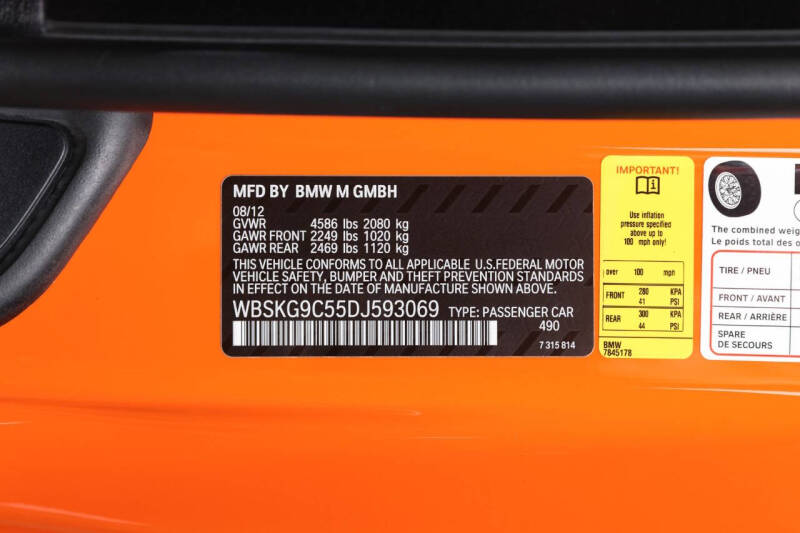 MFD BY BMW M GMBH
08/12
GVWR 4586 lbs 2080 kg
GAWR FRONT 2249 lbs 1020 kg
GAWR REAR 2469 lbs 1120 kg
THIS VEHICLE CONFORMS TO ALL APPLICABLE U.S.FEDERAL MOTOR
VEHICLE SAFETY, BUMPER AND THEFT PREVENTION STANDARDS
IN EFFECT ON THE DATE OF MANUFACTURE SHOWN ABOVE.
WBSKG9C55DJ593069 TYPE: PASSENGER CAR
490
7 315 814
IMPORTANT!
Use inflation
pressure specified
above up to
100 mph only!
over 100 mph
FRONT 280 KPA
41 PSI
REAR 300 KPA
44 PSI
BMW
7845178
The combined weig
Le poids total des o
TIRE / PNEU
FRONT / AVANT
REAR / ARRIÈRE
SPARE
DE SECOURS